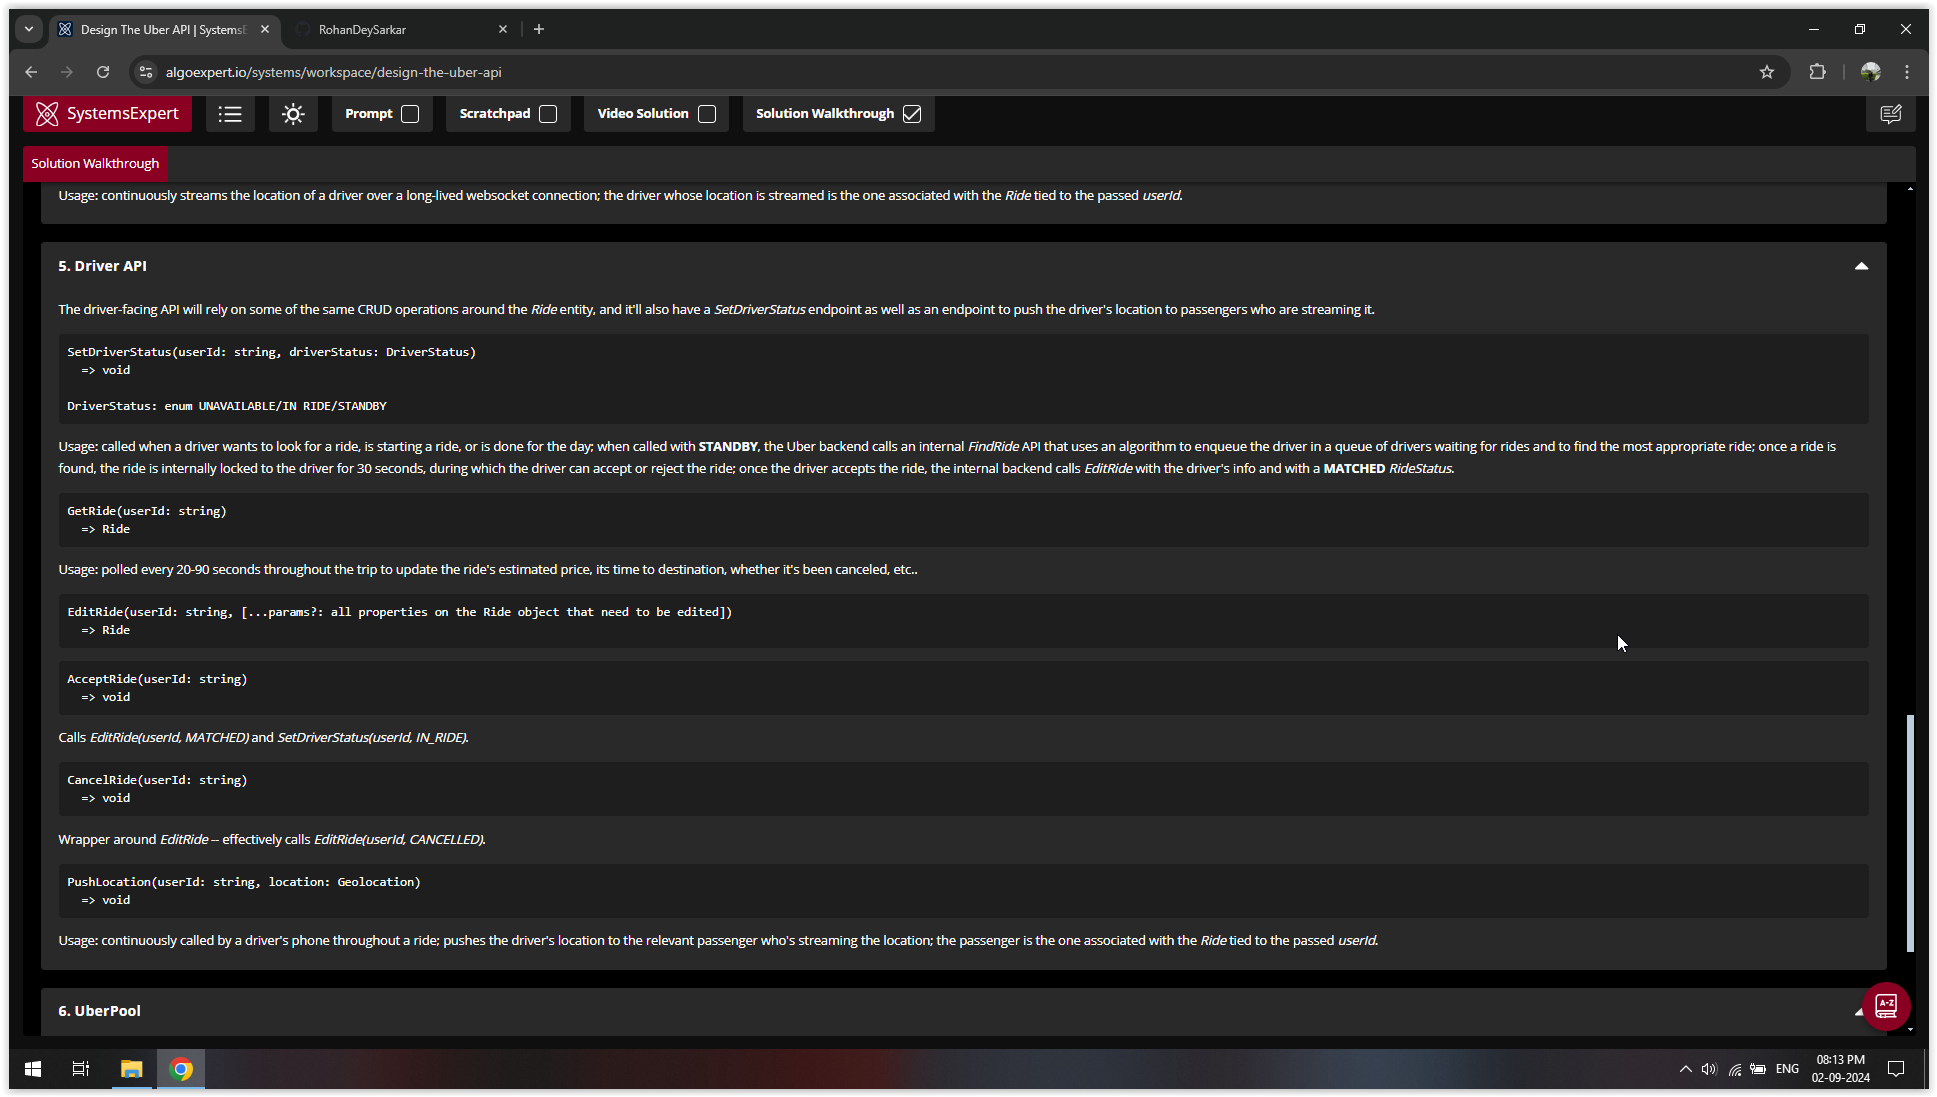 Design The Uber API | SystemsE
RohanDeySarkar
algoexpert.io/systems/workspace/design-the-uber-api
SystemsExpert
Prompt
Scratchpad
Video Solution
Solution Walkthrough
Solution Walkthrough
Usage: continuously streams the location of a driver over a long-lived websocket connection; the driver whose location is streamed is the one associated with the Ride tied to the passed userId.
5. Driver API
The driver-facing API will rely on some of the same CRUD operations around the Ride entity, and it'll also have a SetDriverStatus endpoint as well as an endpoint to push the driver's location to passengers who are streaming it.
SetDriverStatus(userId: string, driverStatus: DriverStatus)
=> void
DriverStatus: enum UNAVAILABLE/IN RIDE/STANDBY
Usage: called when a driver wants to look for a ride, is starting a ride, or is done for the day; when called with STANDBY, the Uber backend calls an internal FindRide API that uses an algorithm to enqueue the driver in a queue of drivers waiting for rides and to find the most appropriate ride; once a ride is
found, the ride is internally locked to the driver for 30 seconds, during which the driver can accept or reject the ride; once the driver accepts the ride, the internal backend calls EditRide with the driver's info and with a MATCHED RideStatus.
GetRide(userId: string)
=> Ride
Usage: polled every 20-90 seconds throughout the trip to update the ride's estimated price, its time to destination, whether it's been canceled, etc..
EditRide(userId: string, [...params?: all properties on the Ride object that need to be edited])
=> Ride
AcceptRide(userId: string)
=> void
Calls EditRide(userId, MATCHED) and SetDriverStatus(userId, IN_RIDE).
CancelRide(userId: string)
=> void
Wrapper around EditRide -- effectively calls EditRide(userId, CANCELLED).
PushLocation(userId: string, location: Geolocation)
=> void
Usage: continuously called by a driver's phone throughout a ride; pushes the driver's location to the relevant passenger who's streaming the location; the passenger is the one associated with the Ride tied to the passed userId.
6. UberPool
A-Z
ENG
08:13 PM
02-09-2024